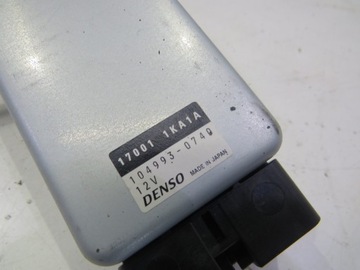 17001 1KA1A
104993-0740
12V
DENSO MADE IN JAPAN